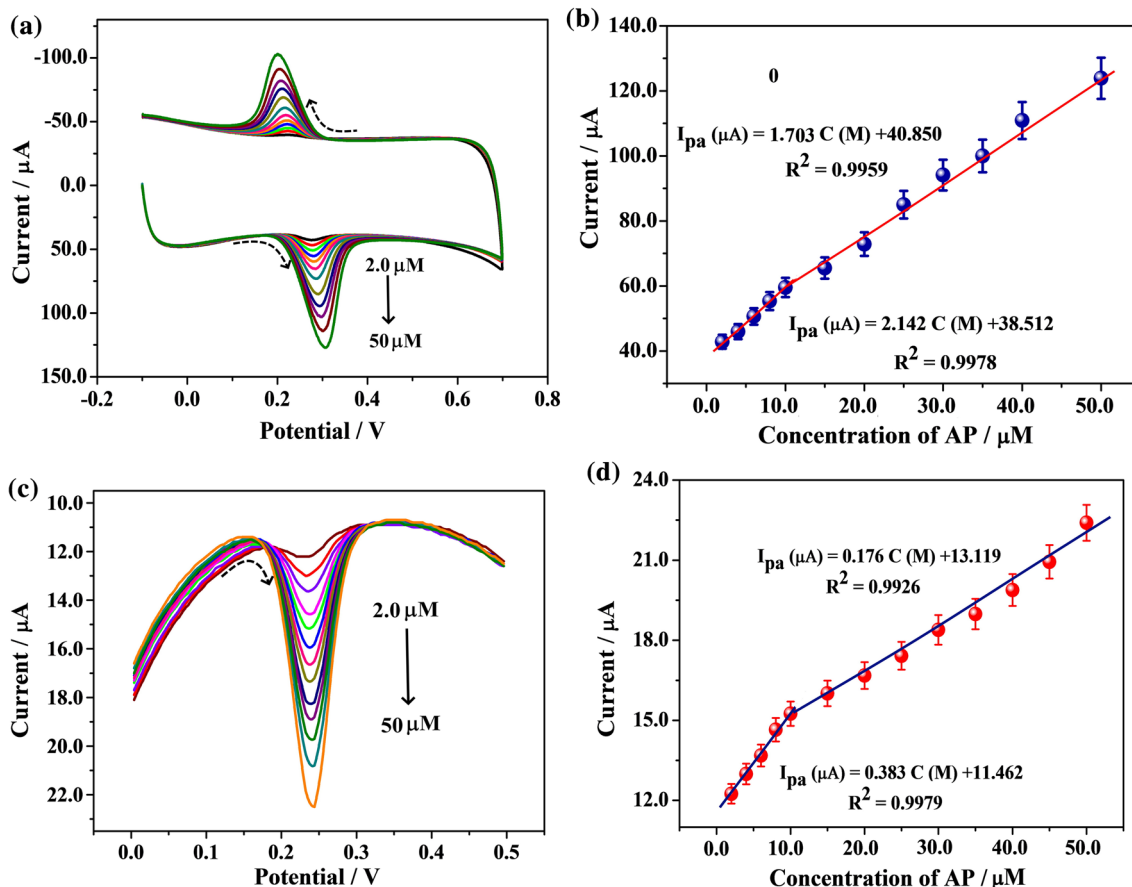 (a)
-100.0
-50.0
0.0
50.0
100.0
150.0
Current / μA
2.0 μM
50 μM
-0.2
0.0
0.2
0.4
0.6
0.8
Potential / V
(b)
140.0
120.0
100.0
80.0
60.0
40.0
Current / μA
0
Ipa (μA) = 1.703 C (M) +40.850
R² = 0.9959
Ipa (μA) = 2.142 C (M) +38.512
R² = 0.9978
0.0
10.0
20.0
30.0
40.0
50.0
Concentration of AP / μM
(c)
10.0
12.0
14.0
16.0
18.0
20.0
22.0
Current / μA
2.0 μM
50 μM
0.0
0.1
0.2
0.3
0.4
0.5
Potential / V
(d)
24.0
21.0
18.0
15.0
12.0
Current / μA
Ipa (μA) = 0.176 C (M) +13.119
R² = 0.9926
Ipa (μA) = 0.383 C (M) +11.462
R² = 0.9979
0.0
10.0
20.0
30.0
40.0
50.0
Concentration of AP / μM